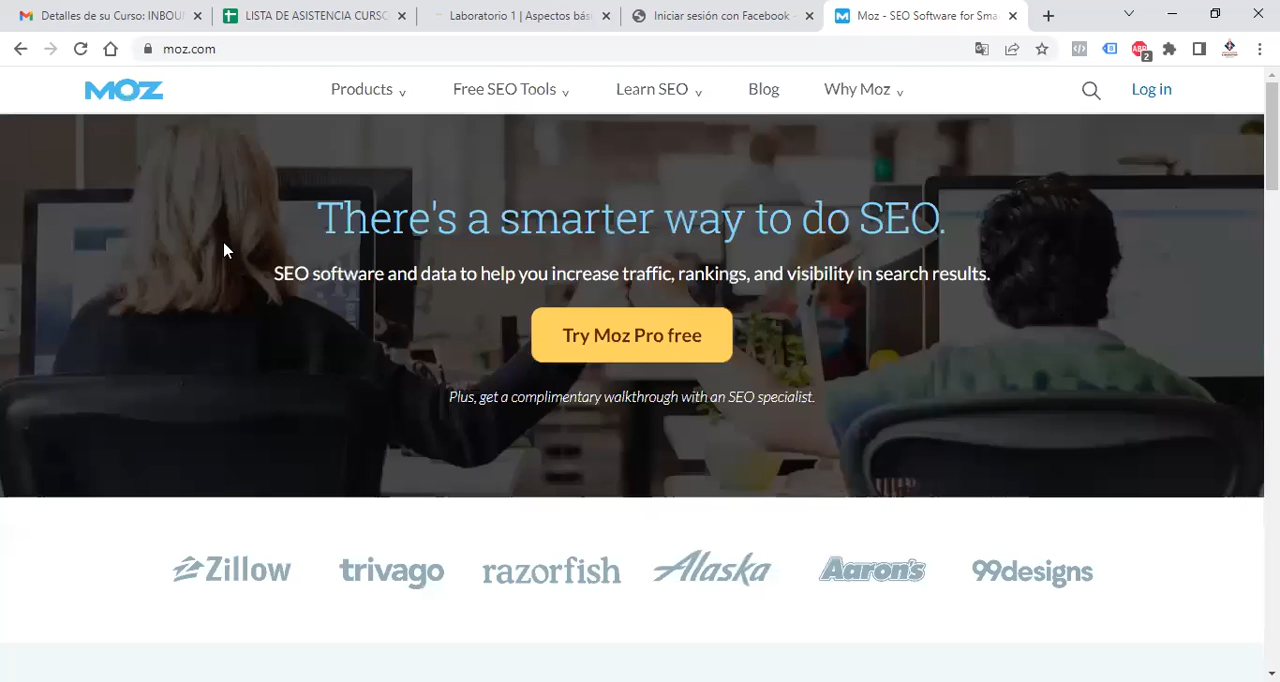 Detalles de su Curso: INBOU
LISTA DE ASISTENCIA CURSO
Laboratorio 1 | Aspectos bási
Iniciar sesión con Facebook -
Moz - SEO Software for Sma
moz.com
ABP
2
MOZ
Products
Free SEO Tools
Learn SEO
Blog
Why Moz
Log in
There's a smarter way to do SEO.
SEO software and data to help you increase traffic, rankings, and visibility in search results.
Try Moz Pro free
Plus, get a complimentary walkthrough with an SEO specialist.
Zillow
trivago
razorfish
Alaska
Aaron's
99designs